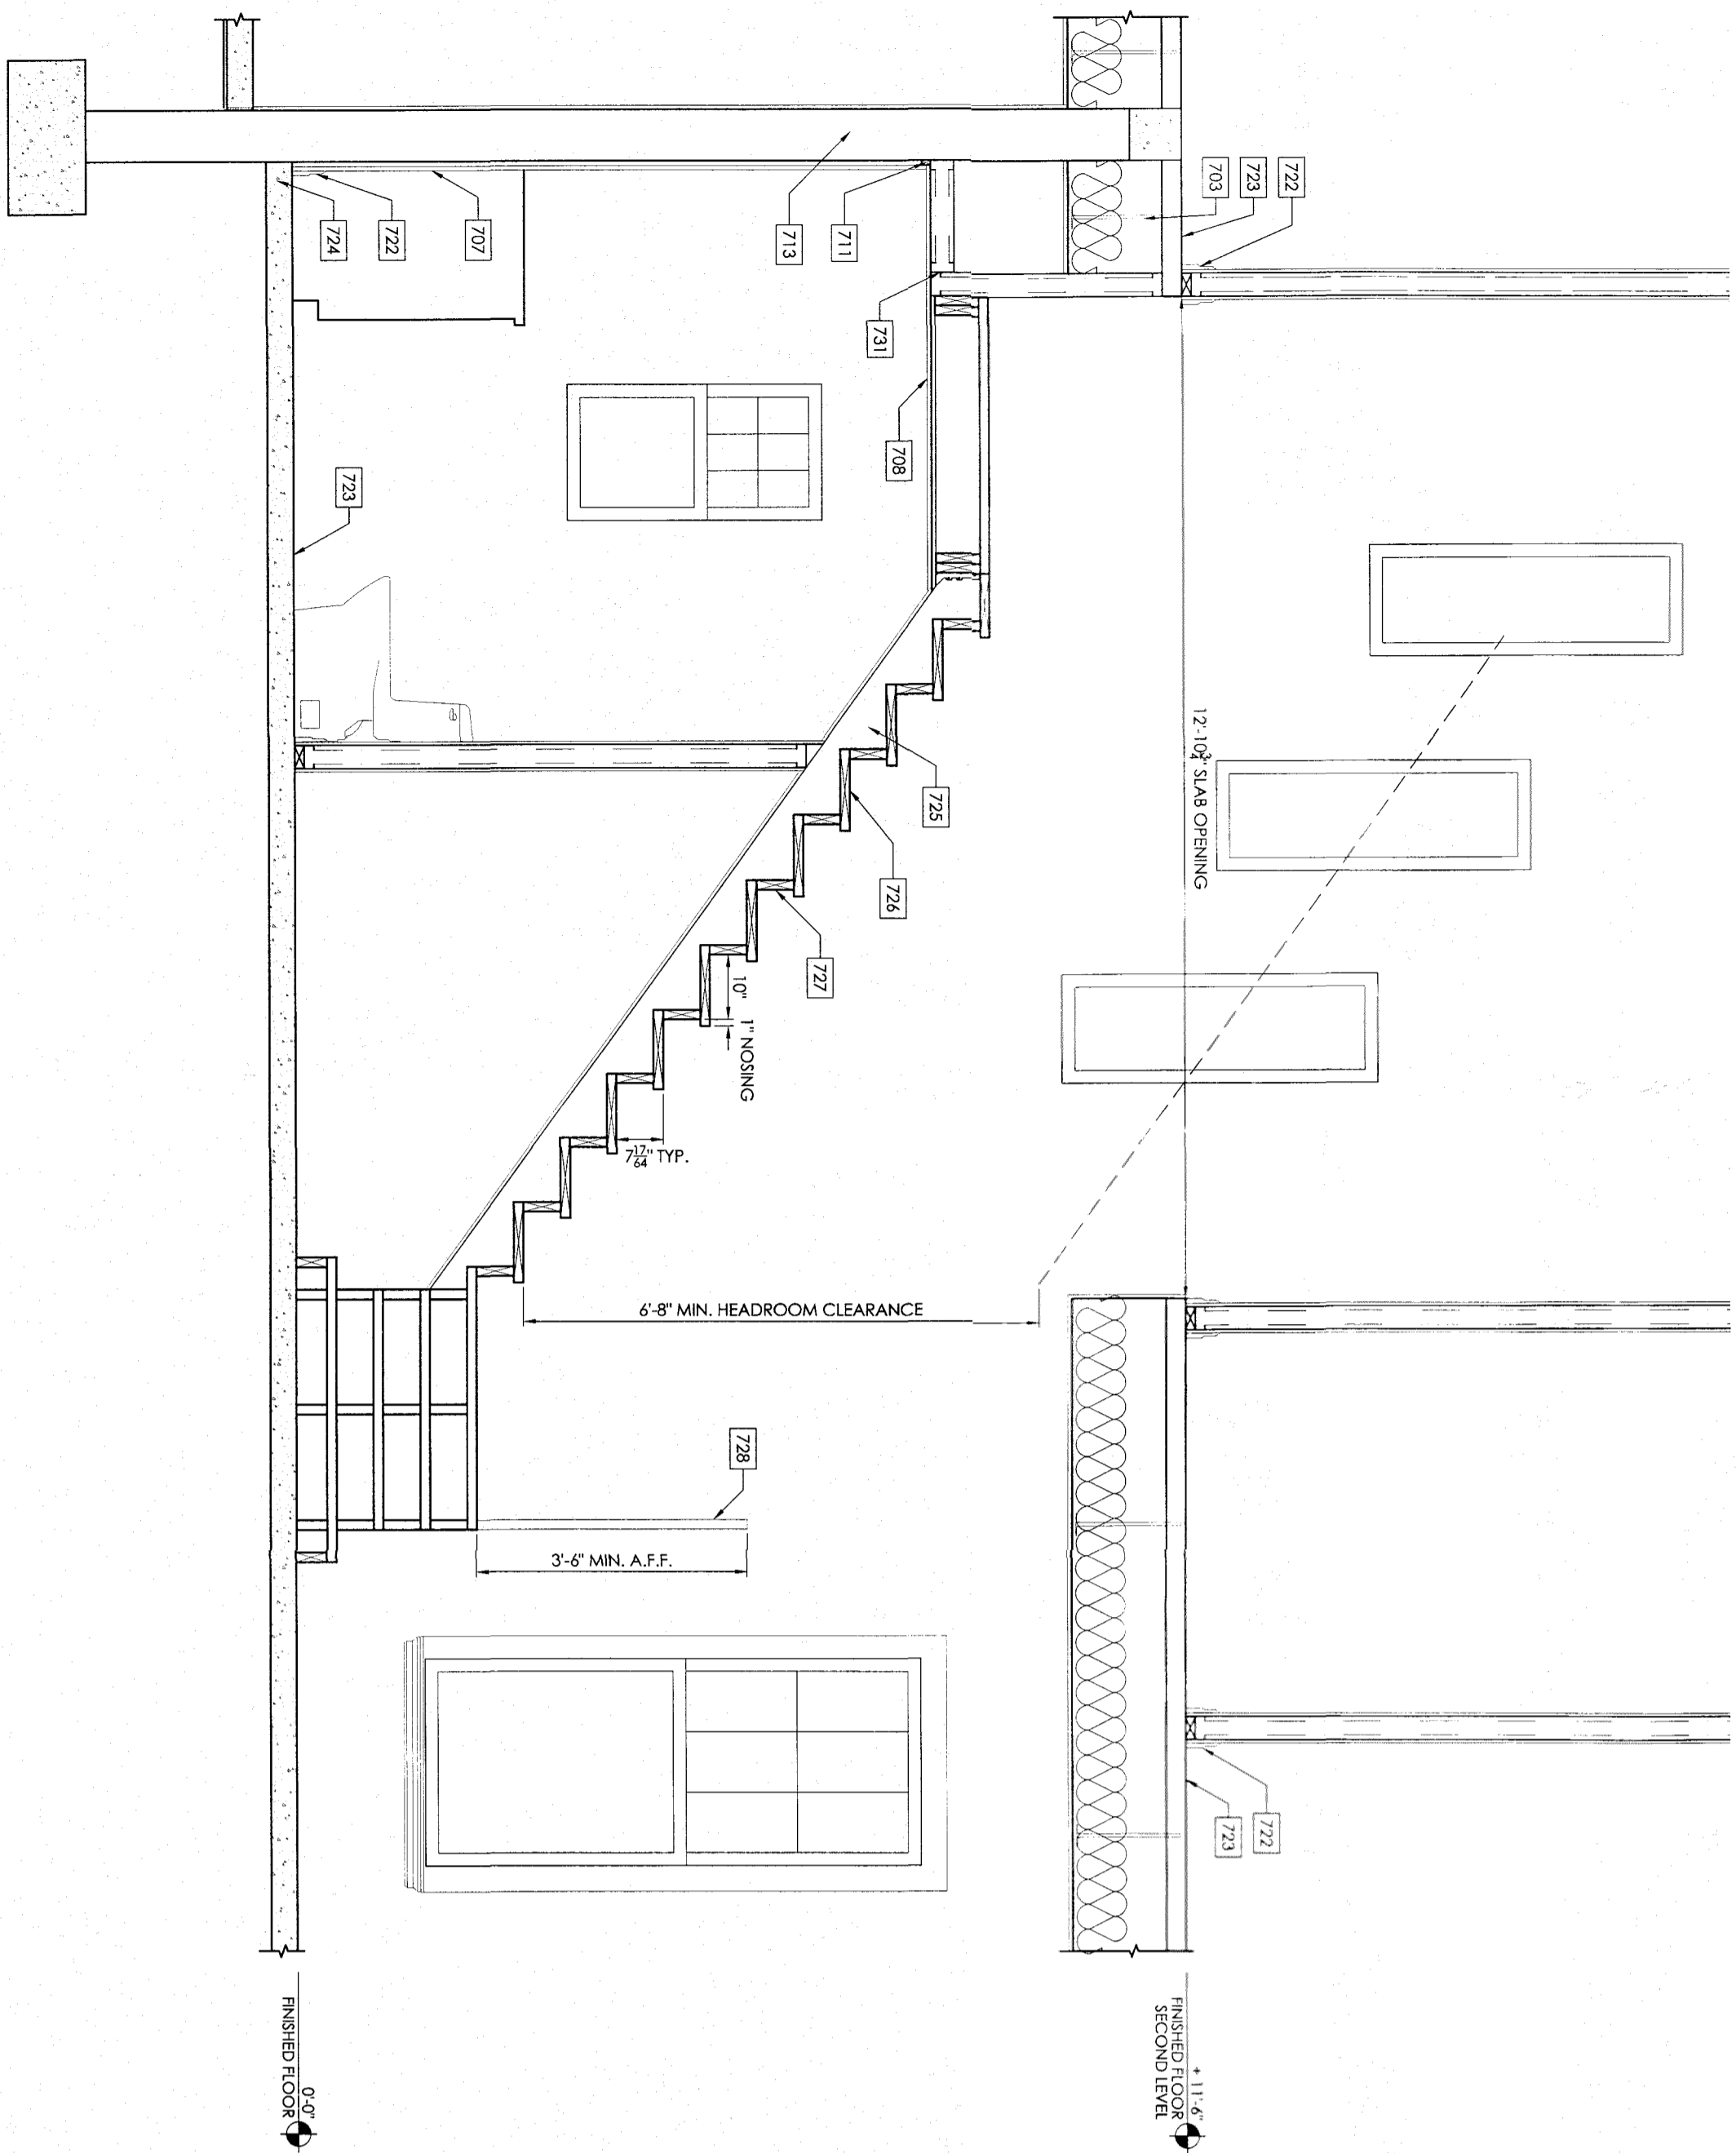 722
723
703
12'-10 3/4" SLAB OPENING
711
713
707
722
724
731
708
723
725
726
727
10"
1" NOSING
7 17/64" TYP.
6'-8" MIN. HEADROOM CLEARANCE
728
3'-6" MIN. A.F.F.
722
723
+ 11'-6"
FINISHED FLOOR
SECOND LEVEL
0'-0"
FINISHED FLOOR